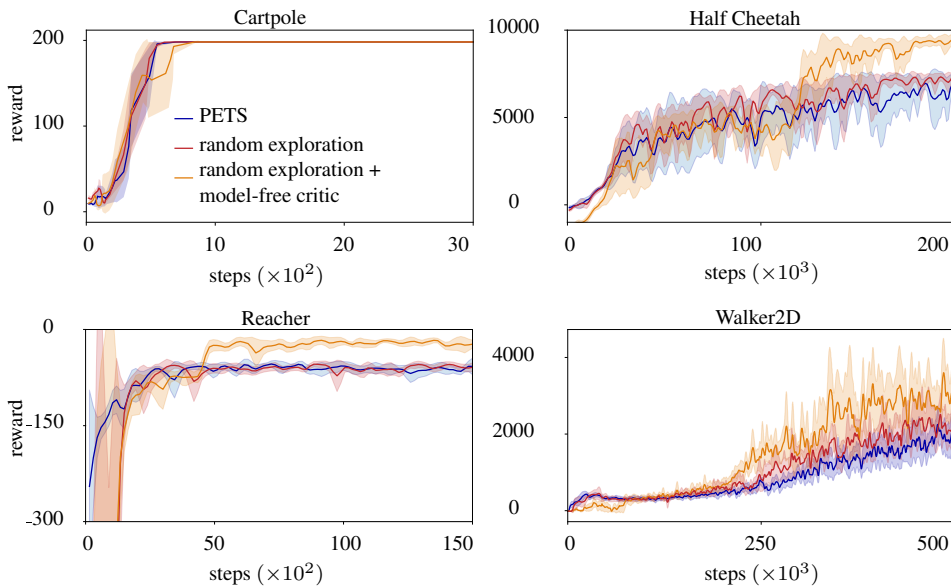 Cartpole
200
100
0
reward
PETS
random exploration
random exploration +
model-free critic
0 10 20 30
steps (×10²)
Half Cheetah
10000
5000
0
0 100 200
steps (×10³)
Reacher
0
-150
-300
reward
0 50 100 150
steps (×10²)
Walker2D
4000
2000
0
0 250 500
steps (×10³)